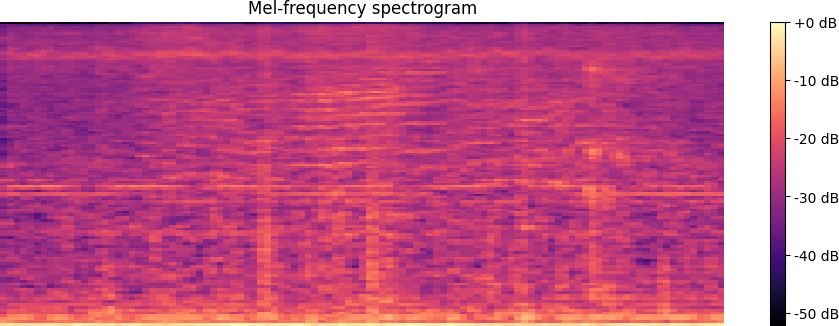 Mel-frequency spectrogram
+0 dB
-10 dB
-20 dB
-30 dB
-40 dB
-50 dB